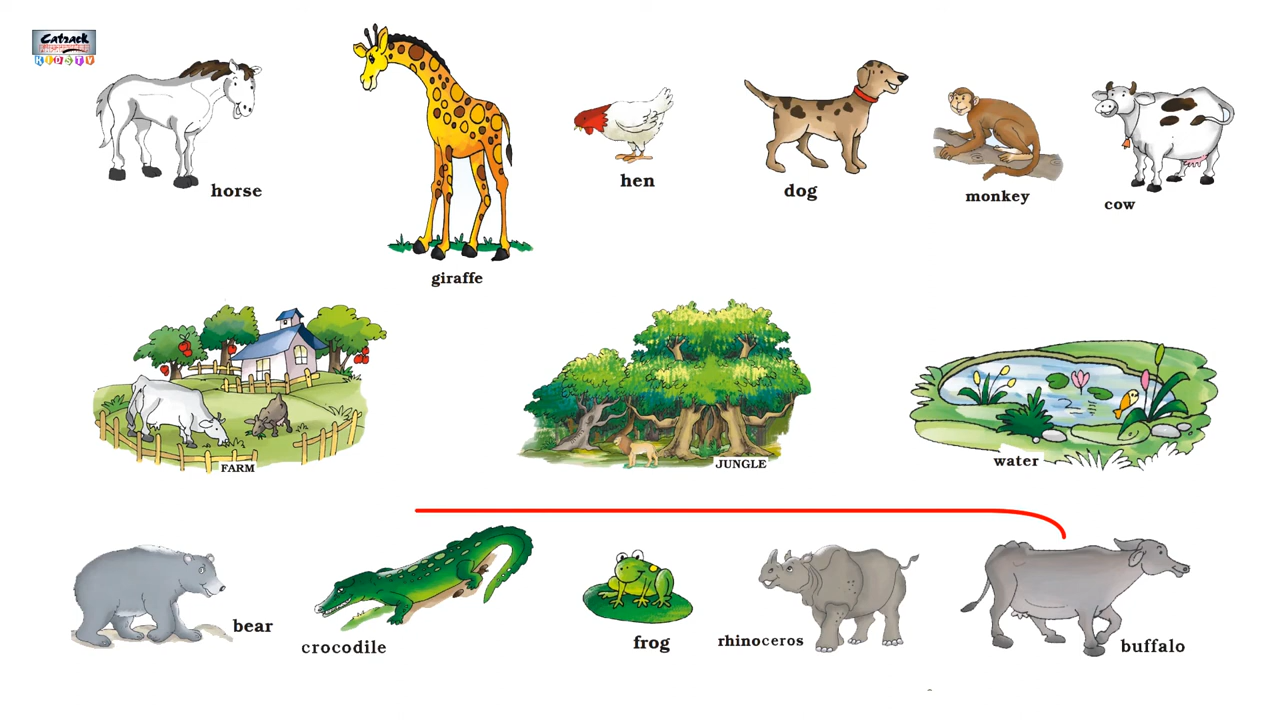 Catrack
KIDS TV
horse
giraffe
hen
dog
monkey
cow
FARM
JUNGLE
water
bear
crocodile
frog
rhinoceros
buffalo